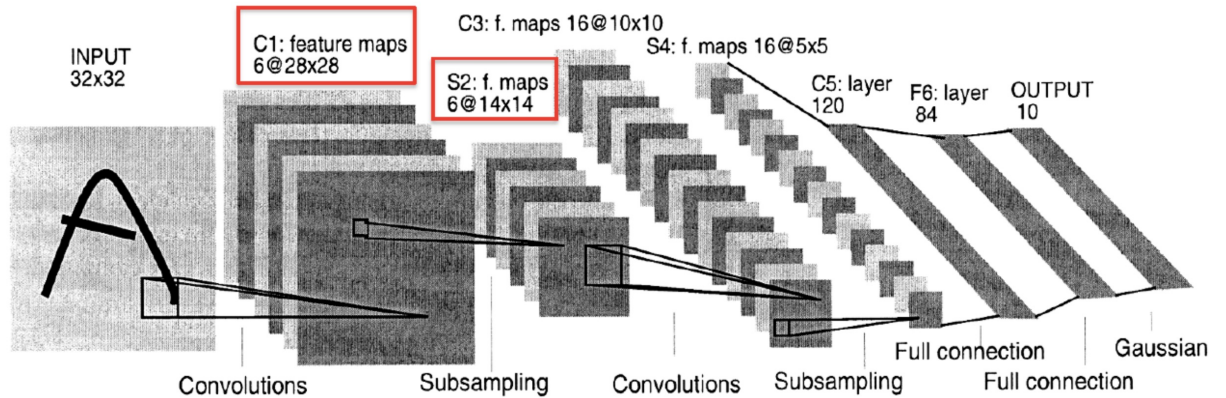 INPUT
32x32
C1: feature maps
6@28x28
S2: f. maps
6@14x14
C3: f. maps 16@10x10
S4: f. maps 16@5x5
C5: layer
120
F6: layer
84
OUTPUT
10
Convolutions
Subsampling
Convolutions
Subsampling
Full connection
Full connection
Gaussian